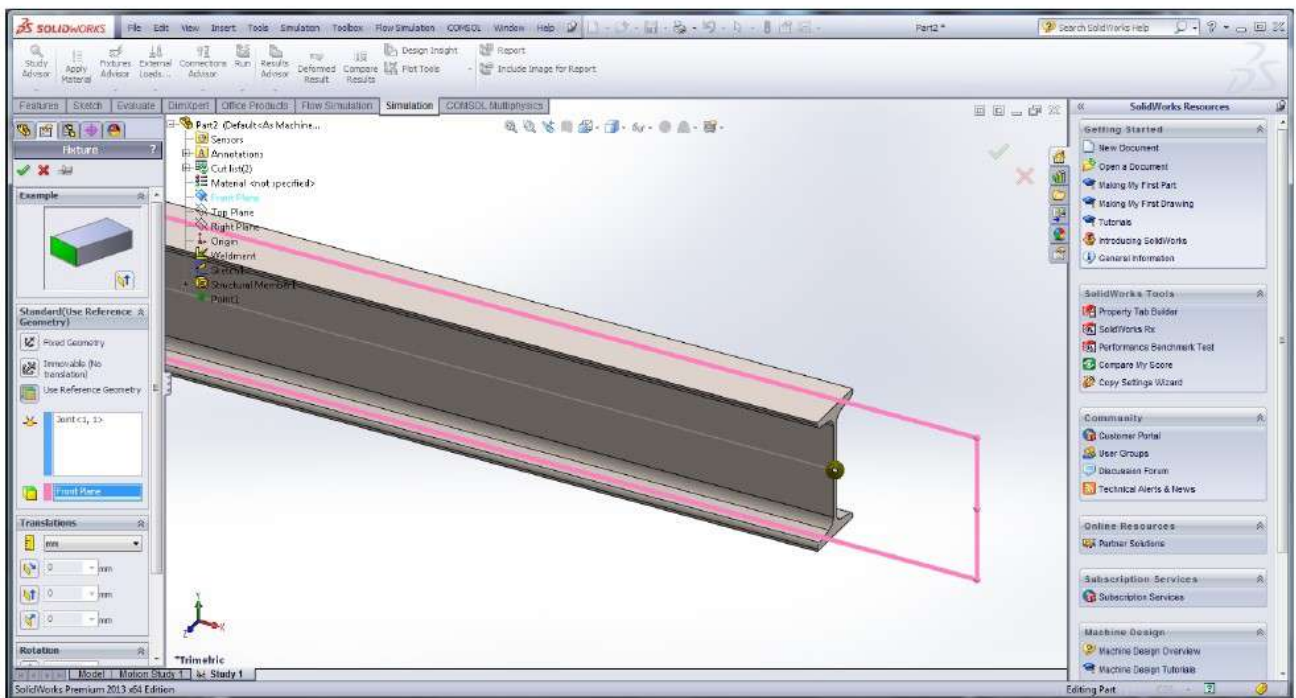 SOLIDWORKS File Edit View Insert Tools Simulation Toolbox Flow Simulation COMSOL Window Help Part2 * Search SolidWorks Help
Study Advisor Apply Material Fixtures Advisor External Loads... Connections Advisor Run Results Advisor Deformed Result Compare Results Design Insight Plot Tools Report Include Image for Report
Features Sketch Evaluate DimXpert Office Products Flow Simulation Simulation COMSOL Multiphysics
Fixture ?
Example
Standard(Use Reference Geometry)
Fixed Geometry
Immovable (No translation)
Use Reference Geometry
Joint<1, 1>
Front Plane
Translations
mm
0 mm
0 mm
0 mm
Rotation
Part2 (Default<As Machine...
Sensors
Annotations
Cut list(2)
Material <not specified>
Front Plane
Top Plane
Right Plane
Origin
Weldment
Structural Member1
Point1
Y
X
Z
*Trimetric
SolidWorks Resources
Getting Started
New Document
Open a Document
Making My First Part
Making My First Drawing
Tutorials
Introducing SolidWorks
General Information
SolidWorks Tools
Property Tab Builder
SolidWorks Rx
Performance Benchmark Test
Compare My Score
Copy Settings Wizard
Community
Customer Portal
User Groups
Discussion Forum
Technical Alerts & News
Online Resources
Partner Solutions
Subscription Services
Subscription Services
Machine Design
Machine Design Overview
Machine Design Tutorials
Model Motion Study 1 Study 1
SolidWorks Premium 2013 x64 Edition Editing Part